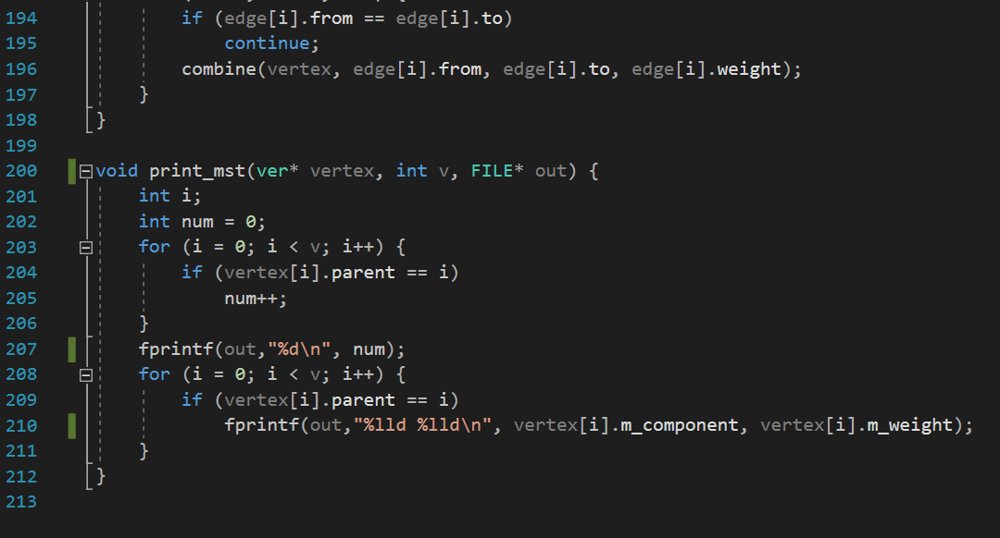 194 if (edge[i].from == edge[i].to)
195 continue;
196 combine(vertex, edge[i].from, edge[i].to, edge[i].weight);
197 }
198 }
199
200 void print_mst(ver* vertex, int v, FILE* out) {
201 int i;
202 int num = 0;
203 for (i = 0; i < v; i++) {
204 if (vertex[i].parent == i)
205 num++;
206 }
207 fprintf(out,"%d\n", num);
208 for (i = 0; i < v; i++) {
209 if (vertex[i].parent == i)
210 fprintf(out,"%lld %lld\n", vertex[i].m_component, vertex[i].m_weight);
211 }
212 }
213